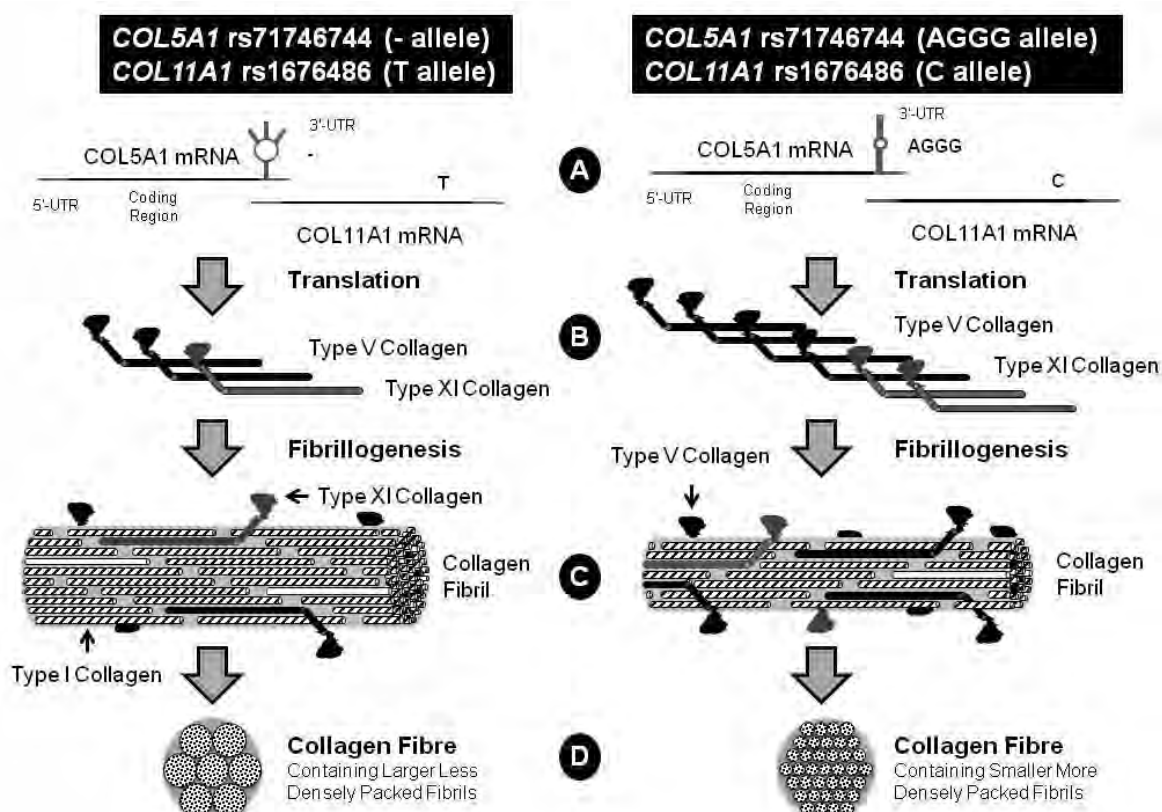 COL5A1 rs71746744 (- allele)
COL11A1 rs1676486 (T allele)
COL5A1 rs71746744 (AGGG allele)
COL11A1 rs1676486 (C allele)
3'-UTR
COL5A1 mRNA
-
T
5'-UTR
Coding
Region
COL11A1 mRNA
A
3'-UTR
COL5A1 mRNA
AGGG
C
5'-UTR
Coding
Region
COL11A1 mRNA
Translation
Translation
B
Type V Collagen
Type XI Collagen
Type V Collagen
Type XI Collagen
Fibrillogenesis
Fibrillogenesis
Type XI Collagen
Type V Collagen
Collagen
Fibril
C
Collagen
Fibril
Type I Collagen
Collagen Fibre
Containing Larger Less
Densely Packed Fibrils
D
Collagen Fibre
Containing Smaller More
Densely Packed Fibrils